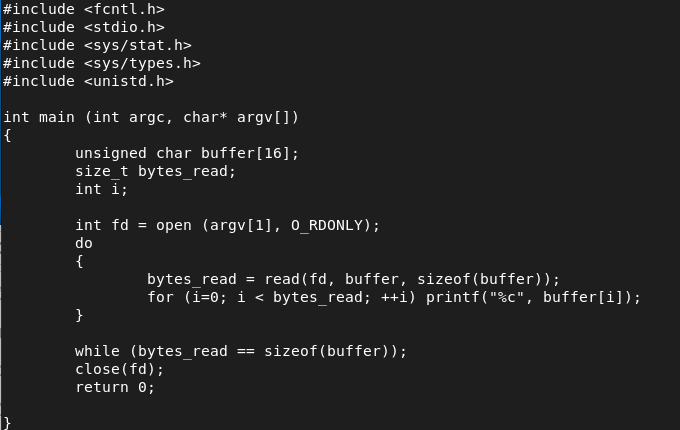 #include <fcntl.h>
#include <stdio.h>
#include <sys/stat.h>
#include <sys/types.h>
#include <unistd.h>

int main (int argc, char* argv[])
{
        unsigned char buffer[16];
        size_t bytes_read;
        int i;

        int fd = open (argv[1], O_RDONLY);
        do
        {
                bytes_read = read(fd, buffer, sizeof(buffer));
                for (i=0; i < bytes_read; ++i) printf("%c", buffer[i]);
        }

        while (bytes_read == sizeof(buffer));
        close(fd);
        return 0;

}